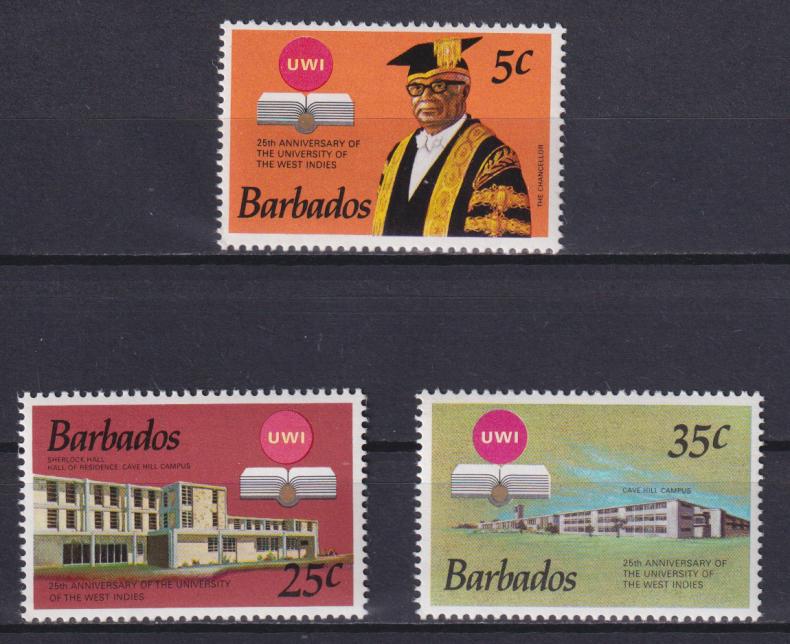 UWI
5c
25th ANNIVERSARY OF
THE UNIVERSITY OF
THE WEST INDIES
THE CHANCELLOR
Barbados
Barbados
UWI
SHERLOCK HALL
HALL OF RESIDENCE: CAVE HILL CAMPUS
25th ANNIVERSARY OF THE UNIVERSITY
OF THE WEST INDIES
25c
UWI
35c
CAVE HILL CAMPUS
25th ANNIVERSARY OF
THE UNIVERSITY OF
THE WEST INDIES
Barbados